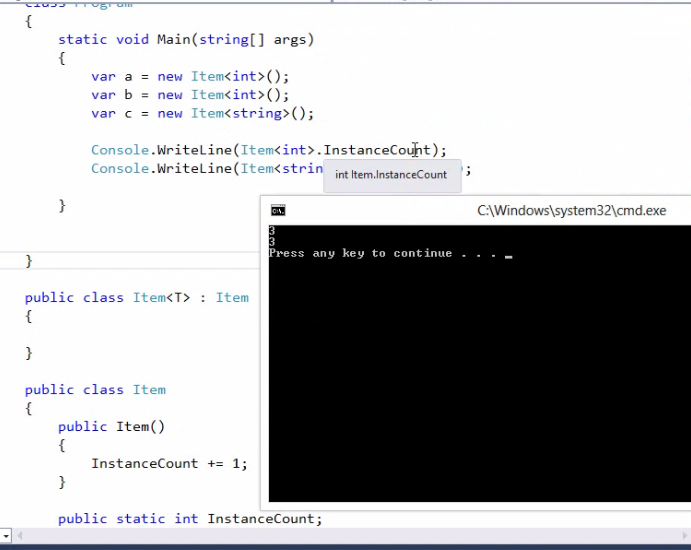 class Program
{
static void Main(string[] args)
{
var a = new Item<int>();
var b = new Item<int>();
var c = new Item<string>();
Console.WriteLine(Item<int>.InstanceCount);
Console.WriteLine(Item<strin
);
int Item.InstanceCount
}
}
public class Item<T> : Item
{
}
public class Item
{
public Item()
{
InstanceCount += 1;
}
public static int InstanceCount;
C:\Windows\system32\cmd.exe
3
3
Press any key to continue . . . _